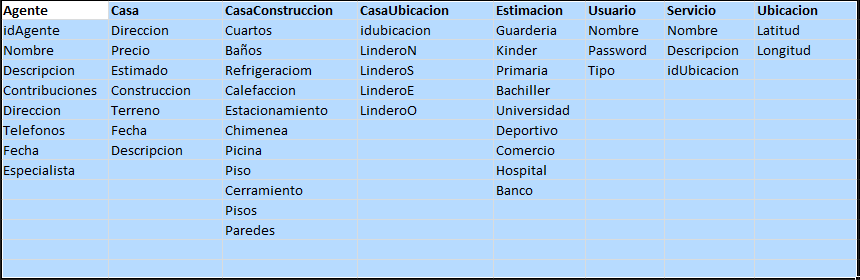 Agente Casa CasaConstruccion CasaUbicacion Estimacion Usuario Servicio Ubicacion
idAgente Direccion Cuartos idubicacion Guarderia Nombre Nombre Latitud
Nombre Precio Baños LinderoN Kinder Password Descripcion Longitud
Descripcion Estimado Refrigeraciom LinderoS Primaria Tipo idUbicacion
Contribuciones Construccion Calefaccion LinderoE Bachiller
Direccion Terreno Estacionamiento LinderoO Universidad
Telefonos Fecha Chimenea Deportivo
Fecha Descripcion Picina Comercio
Especialista Piso Hospital
Cerramiento Banco
Pisos
Paredes